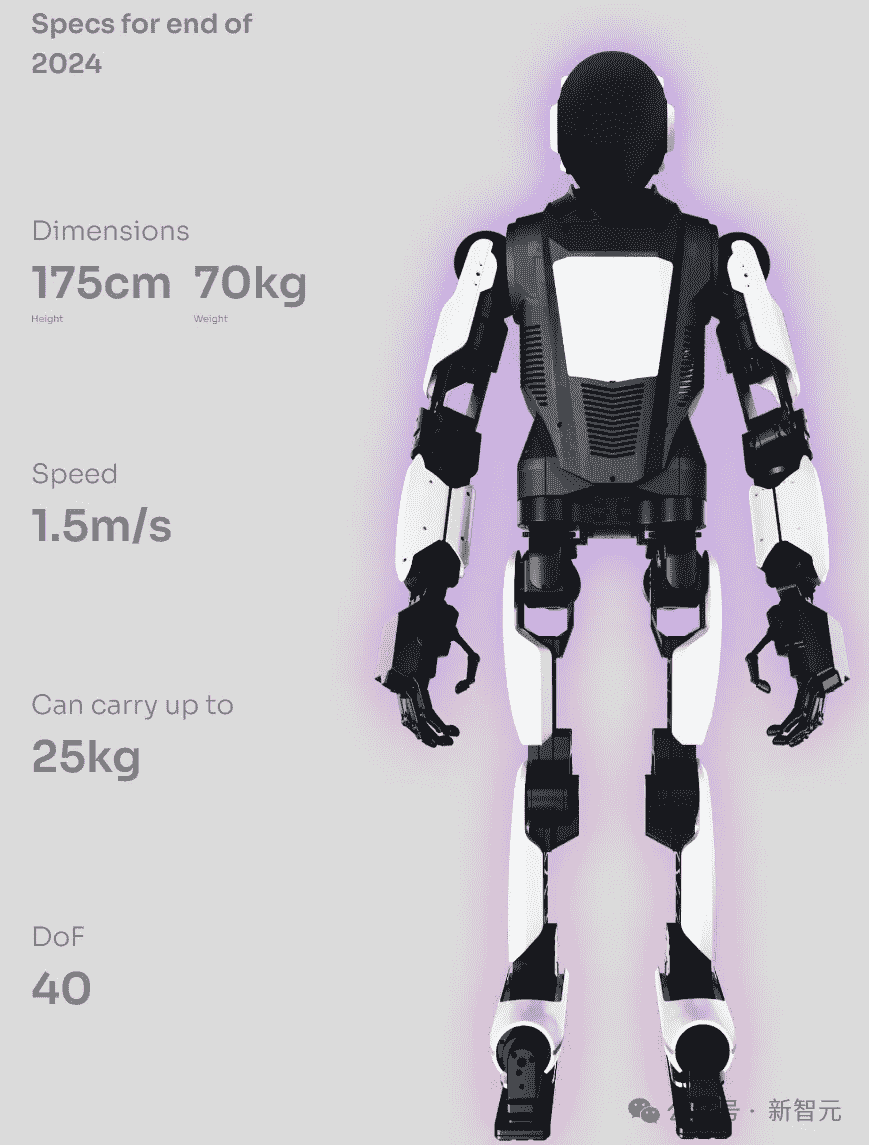 Specs for end of
2024
Dimensions
175cm 70kg
Height Weight
Speed
1.5m/s
Can carry up to
25kg
DoF
40
号 · 新智元